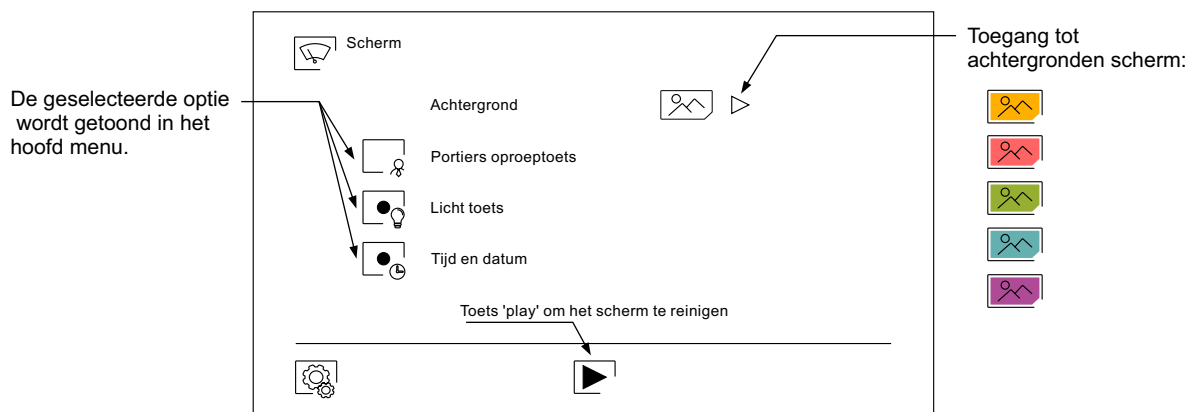 Scherm
Toegang tot
achtergronden scherm:
De geselecteerde optie
wordt getoond in het
hoofd menu.
Achtergrond
Portiers oproeptoets
Licht toets
Tijd en datum
Toets 'play' om het scherm te reinigen